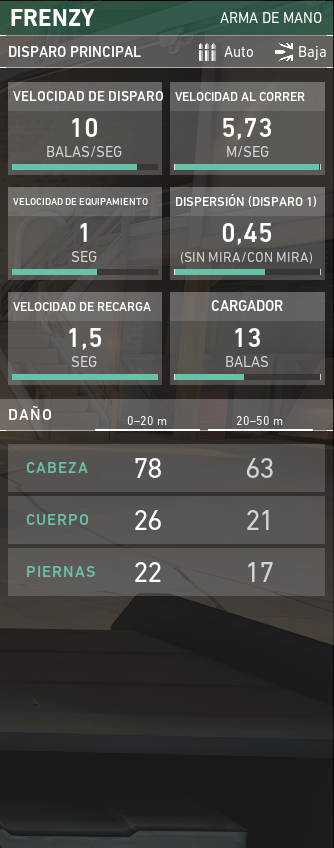 FRENZY ARMA DE MANO
DISPARO PRINCIPAL Auto Baja
VELOCIDAD DE DISPARO VELOCIDAD AL CORRER
10 5,73
BALAS/SEG M/SEG
VELOCIDAD DE EQUIPAMIENTO DISPERSIÓN (DISPARO 1)
1 0,45
SEG (SIN MIRA/CON MIRA)
VELOCIDAD DE RECARGA CARGADOR
1,5 13
SEG BALAS
DAÑO 0–20 m 20–50 m
CABEZA 78 63
CUERPO 26 21
PIERNAS 22 17